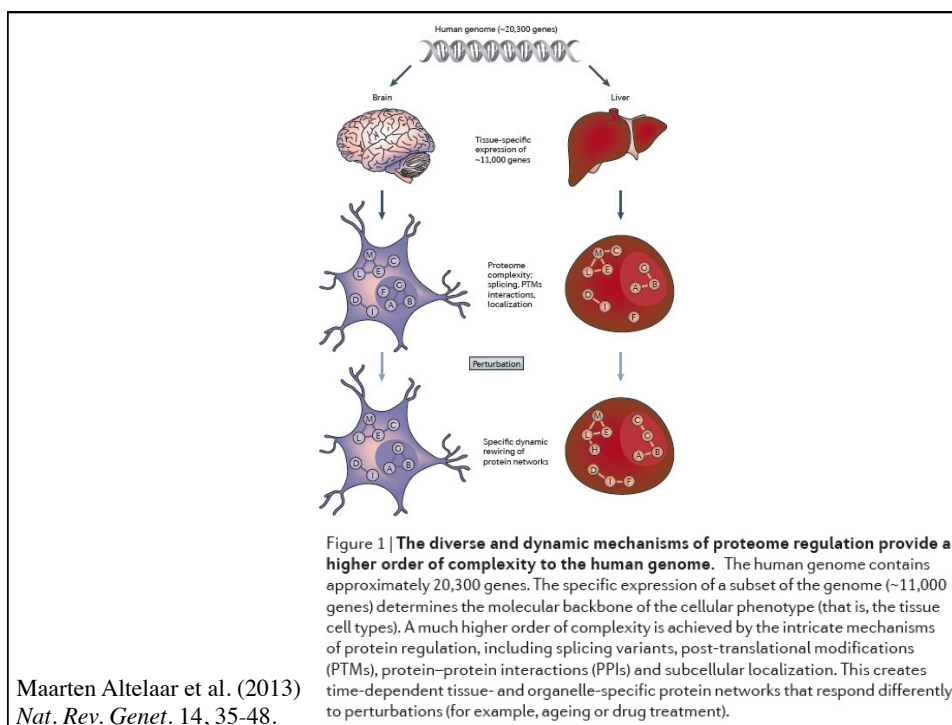 Human genome (~20,300 genes)
Brain
Liver
Tissue-specific
expression of
~11,000 genes
M
C
L
E
G
F
D
A
B
I
Proteome
complexity:
splicing, PTMs
interactions,
localization
M
C
L
E
G
A
B
D
I
F
Perturbation
M
C
L
E
G
D
A
B
I
Specific dynamic
rewiring of
protein networks
M
C
L
E
G
H
A
B
D
I
F
Figure 1 | The diverse and dynamic mechanisms of proteome regulation provide a
higher order of complexity to the human genome. The human genome contains
approximately 20,300 genes. The specific expression of a subset of the genome (~11,000
genes) determines the molecular backbone of the cellular phenotype (that is, the tissue
cell types). A much higher order of complexity is achieved by the intricate mechanisms
of protein regulation, including splicing variants, post-translational modifications
(PTMs), protein–protein interactions (PPIs) and subcellular localization. This creates
time-dependent tissue- and organelle-specific protein networks that respond differently
to perturbations (for example, ageing or drug treatment).
Maarten Altelaar et al. (2013)
Nat. Rev. Genet. 14, 35-48.